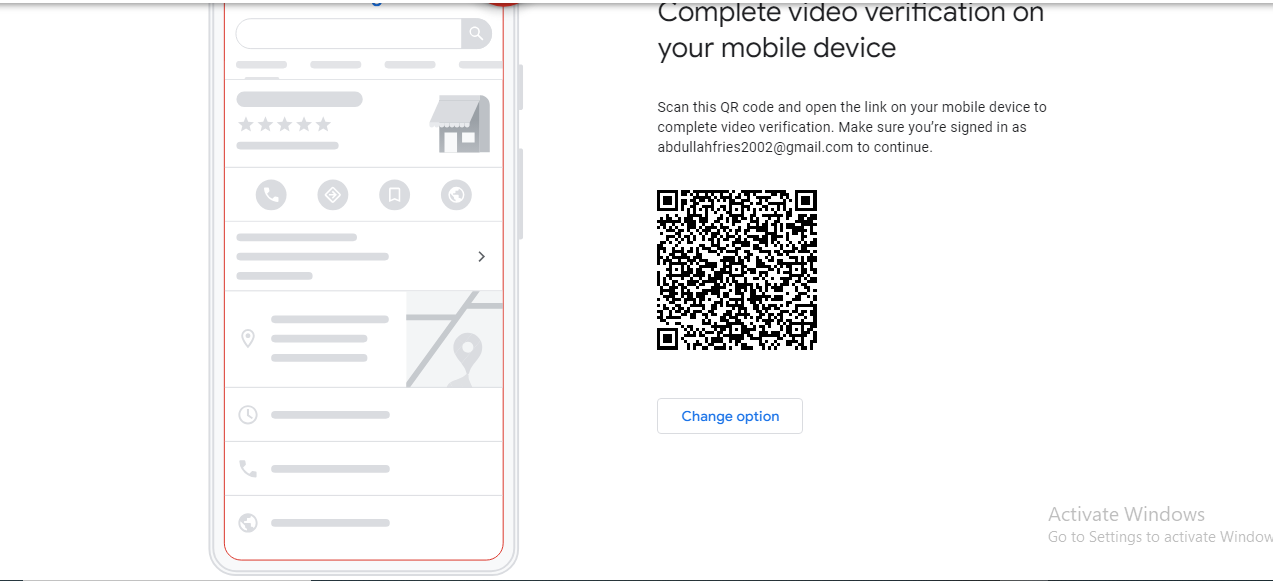 Complete video verification on
your mobile device
Scan this QR code and open the link on your mobile device to
complete video verification. Make sure you're signed in as
abdullahfries2002@gmail.com to continue.
Change option
Activate Windows
Go to Settings to activate Window